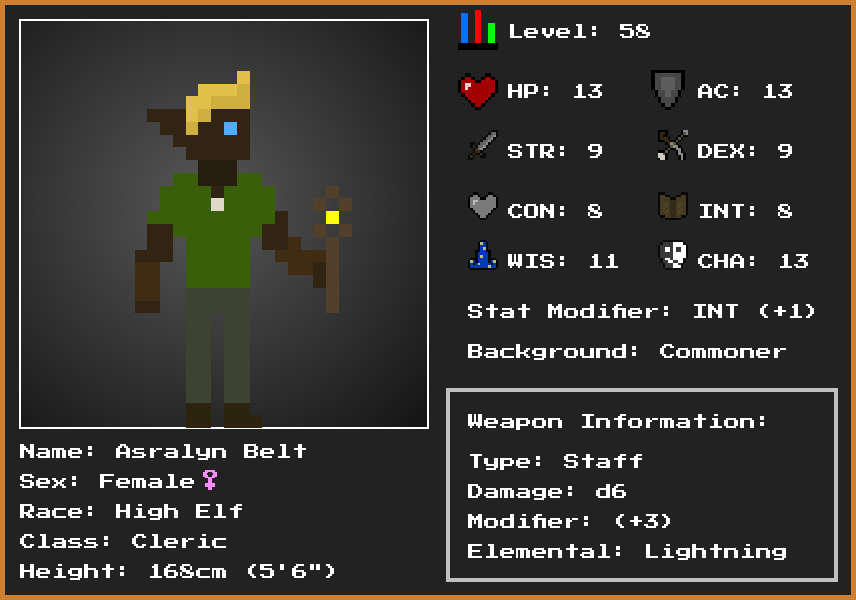 Level: 58
HP: 13 AC: 13
STR: 9 DEX: 9
CON: 8 INT: 8
WIS: 11 CHA: 13
Stat Modifier: INT (+1)
Background: Commoner
Weapon Information:
Type: Staff
Damage: d6
Modifier: (+3)
Elemental: Lightning
Name: Asralyn Belt
Sex: Female♀
Race: High Elf
Class: Cleric
Height: 168cm (5'6")